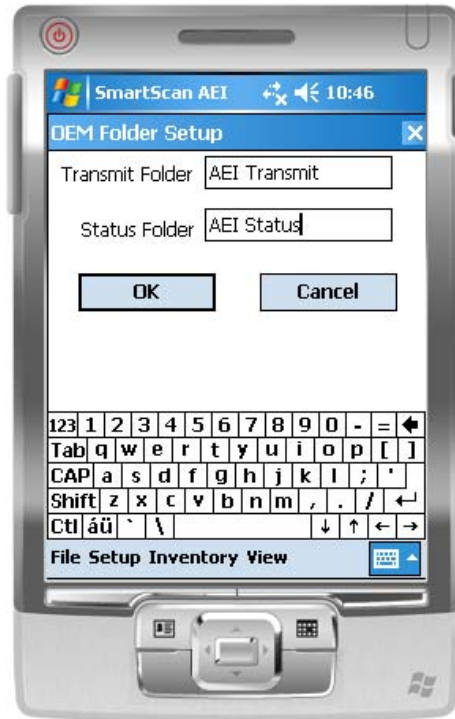 SmartScan AEI 10:46
OEM Folder Setup
Transmit Folder AEI Transmit
Status Folder AEI Status
OK Cancel
123 1 2 3 4 5 6 7 8 9 0 - =
Tab q w e r t y u i o p [ ]
CAP a s d f g h j k l ; '
Shift z x c v b n m , . /
Ctl áü ` \
File Setup Inventory View